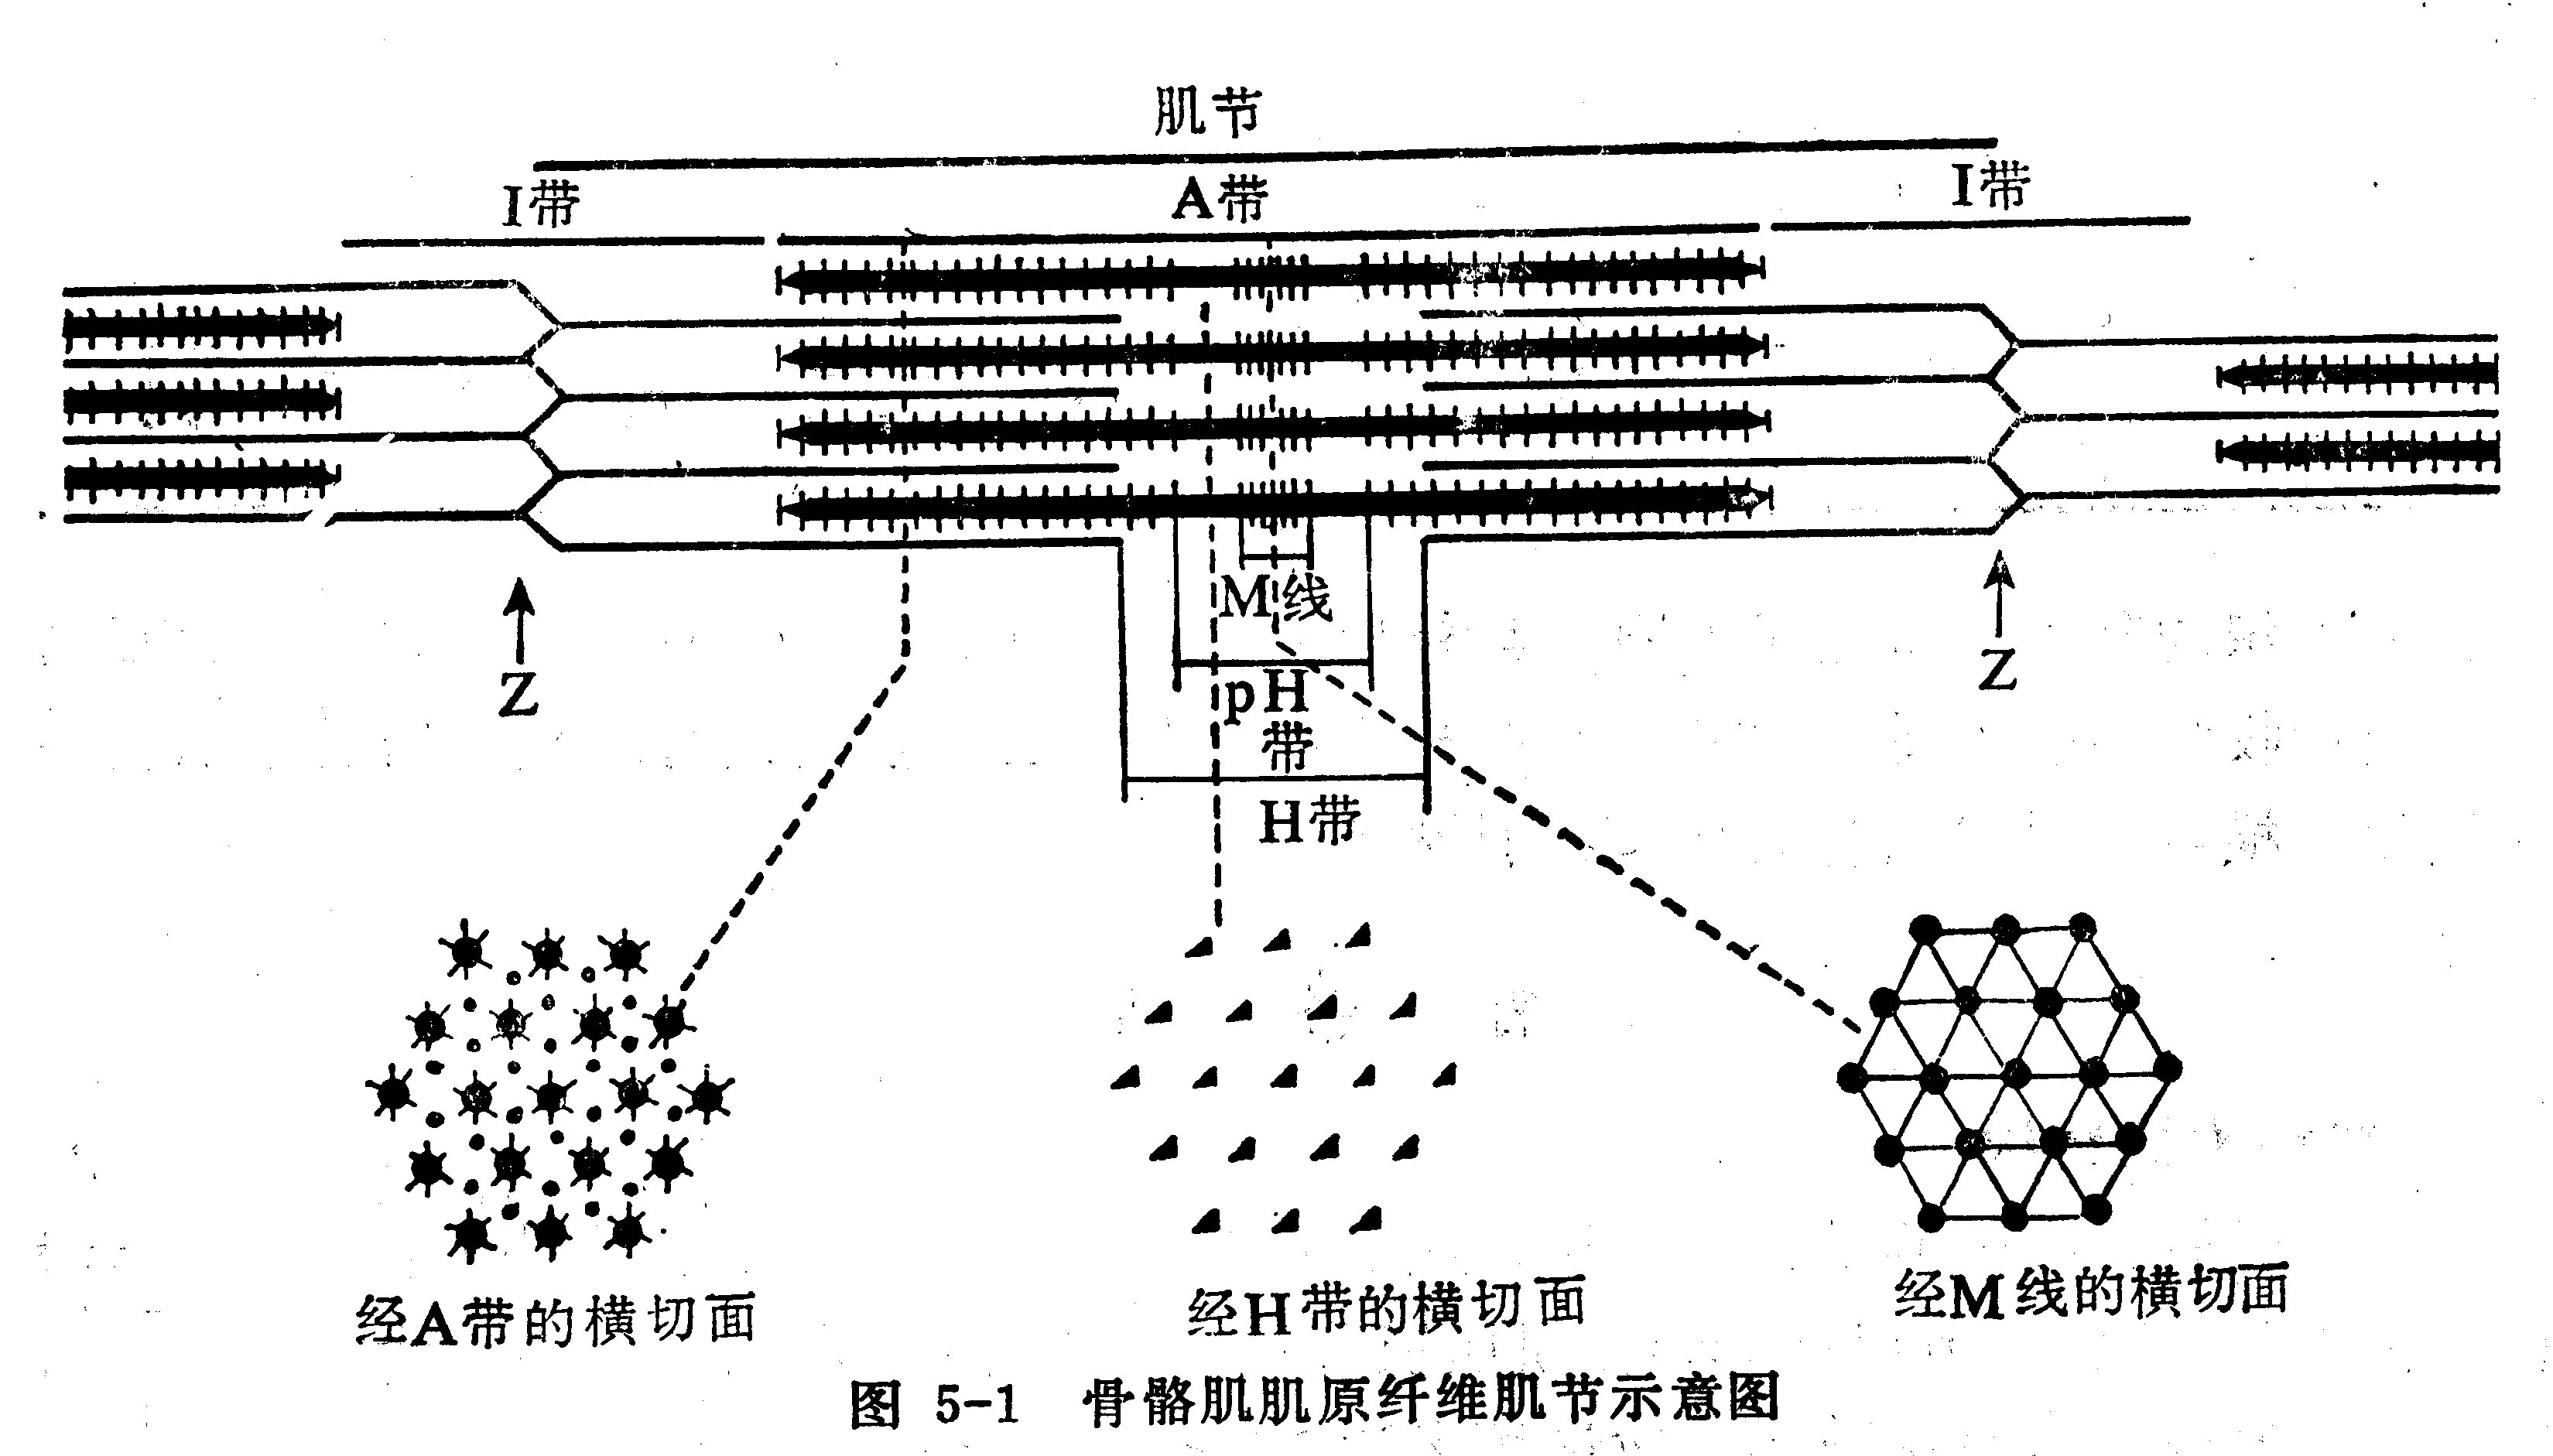 肌节
I带
A带
I带
M线
Z
Z
pH
带
H带
经A带的横切面
经H带的横切面
经M线的横切面
图 5-1 骨骼肌肌原纤维肌节示意图